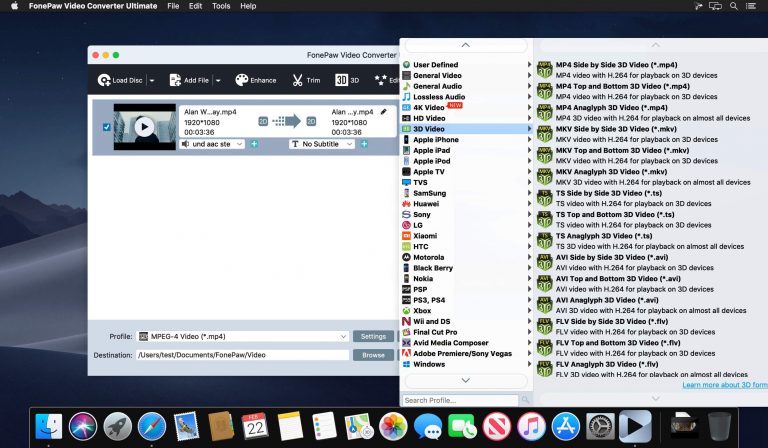 FonePaw Video Converter Ultimate File Edit Tools Help
FonePaw Video Converter
Load Disc
Add File
Enhance
Trim
3D 3D
Alan W...ay.mp4
1920*1080
00:03:36
2D
2D
Alan ...y.mp4
1920*1080
00:03:36
und aac ste
T No Subtitle
Profile: MPEG-4 Video (*.mp4) Settings
Destination: /Users/test/Documents/FonePaw/Video Browse
User Defined
General Video
General Audio
Lossless Audio
4K Video NEW
HD Video
3D Video
Apple iPhone
Apple iPad
Apple iPod
Apple TV
TVS
SamSung
Huawei
Sony
LG
Xiaomi
HTC
Motorola
Black Berry
Nokia
PSP
PS3, PS4
Xbox
Wii and DS
Final Cut Pro
Avid Media Composer
Adobe Premiere/Sony Vegas
Windows
Search Profile...
MP4 Side by Side 3D Video (*.mp4)
MP4 video with H.264 for playback on 3D devices
MP4 Top and Bottom 3D Video (*.mp4)
MP4 video with H.264 for playback on 3D devices
MP4 Anaglyph 3D Video (*.mp4)
MP4 3D video with H.264 for playback on almost all devices
MKV Side by Side 3D Video (*.mkv)
MKV video with H.264 for playback on 3D devices
MKV Top and Bottom 3D Video (*.mkv)
MKV video with H.264 for playback on 3D devices
MKV Anaglyph 3D Video (*.mkv)
MKV 3D video with H.264 for playback on almost all devices
TS Side by Side 3D Video (*.ts)
TS video with H.264 for playback on 3D devices
TS Top and Bottom 3D Video (*.ts)
TS video with H.264 for playback on 3D devices
TS Anaglyph 3D Video (*.ts)
TS 3D video with H.264 for playback on almost all devices
AVI Side by Side 3D Video (*.avi)
AVI video with H.264 for playback on 3D devices
AVI Top and Bottom 3D Video (*.avi)
AVI video with H.264 for playback on 3D devices
AVI Anaglyph 3D Video (*.avi)
AVI 3D video with H.264 for playback on almost all devices
FLV Side by Side 3D Video (*.flv)
FLV video with H.264 for playback on 3D devices
FLV Top and Bottom 3D Video (*.flv)
FLV video with H.264 for playback on 3D devices
FLV Anaglyph 3D Video (*.flv)
FLV 3D video with H.264 for playback on almost all devices
Learn more about 3D form
FEB
22